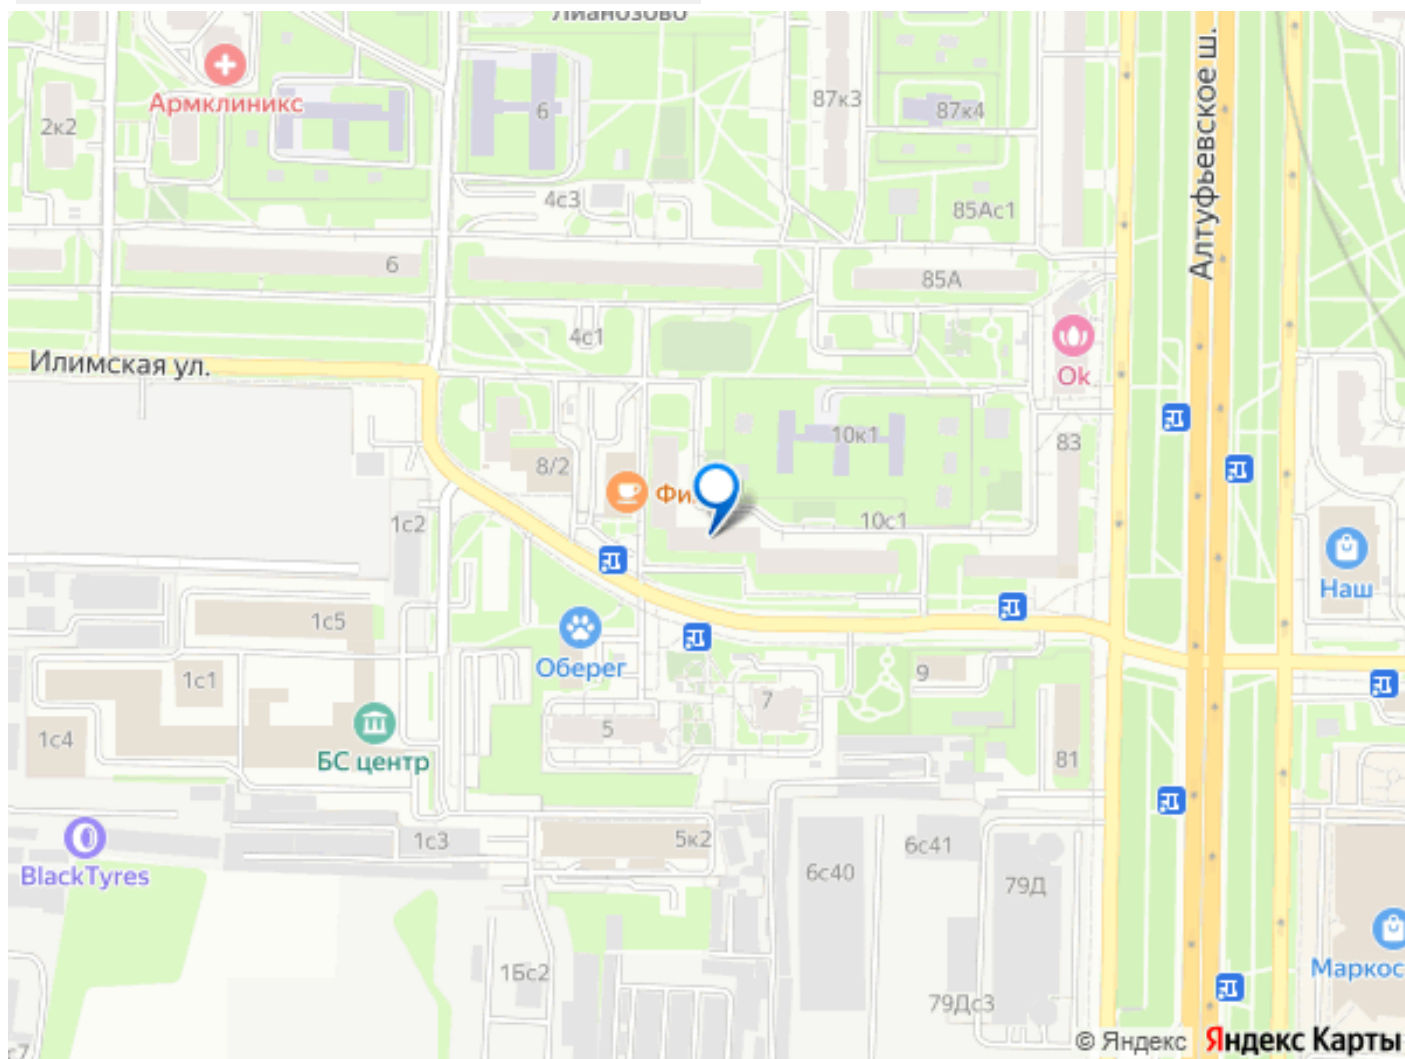 Лианозово
Армклиникс
2к2
6
87к3
87к4
Алтуфьевское ш.
4с3
85Ас1
6
85А
4с1
Ok
Илимская ул.
10к1
83
8/2
Фи
10с1
1с2
Наш
1с5
Оберег
9
1с1
7
5
1с4
БС центр
81
1с3
5к2
6с41
BlackTyres
6с40
79Д
1Бс2
Маркос
79Дс3
© Яндекс Яндекс Карты
с7